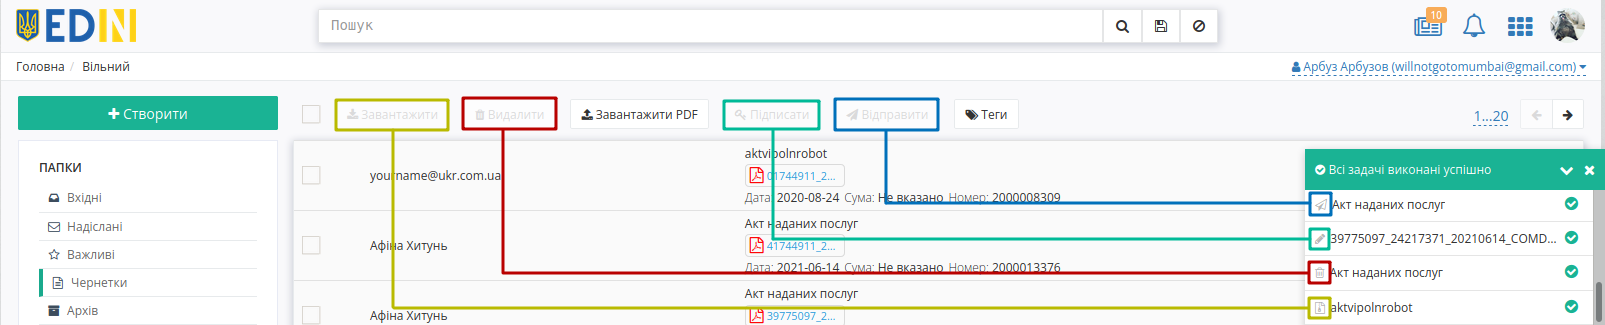 EDIN
Пошук
10
Головна / Вільний
Арбуз Арбузов (willnotgotomumbai@gmail.com)
Створити
Завантажити
Видалити
Завантажити PDF
Підписати
Відправити
Теги
1...20
ПАПКИ
Вхідні
Надіслані
Важливі
Чернетки
Архів
yourname@ukr.com.ua
aktvipolnrobot
01744911_2...
Дата: 2020-08-24 Сума: Не вказано Номер: 2000008309
Афіна Хитунь
Акт наданих послуг
41744911_2...
Дата: 2021-06-14 Сума: Не вказано Номер: 2000013376
Афіна Хитунь
Акт наданих послуг
39775097_2...
Всі задачі виконані успішно
Акт наданих послуг
39775097_24217371_20210614_COMD...
Акт наданих послуг
aktvipolnrobot